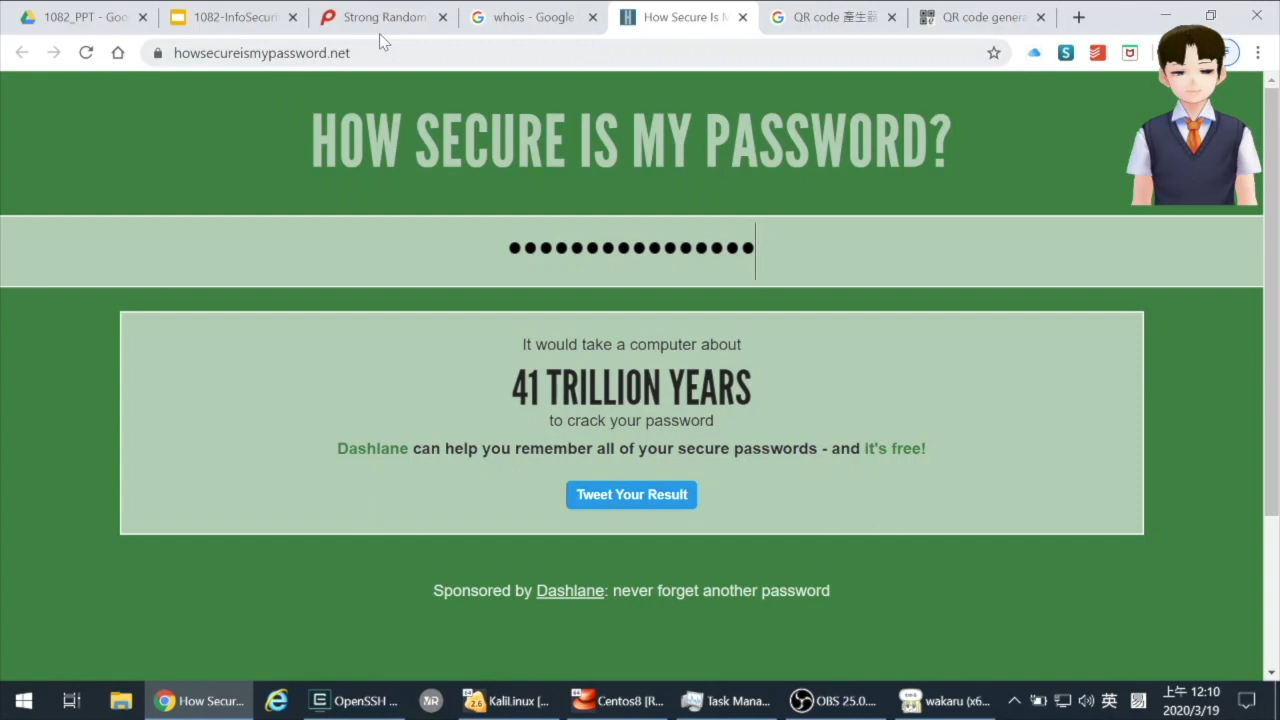 1082_PPT - Goo
1082-InfoSecuri
Strong Random
whois - Google
How Secure Is M
QR code 產生器
QR code genera
howsecureismypassword.net
HOW SECURE IS MY PASSWORD?
It would take a computer about
41 TRILLION YEARS
to crack your password
Dashlane can help you remember all of your secure passwords - and it's free!
Tweet Your Result
Sponsored by Dashlane: never forget another password
How Secur...
OpenSSH ...
KaliLinux [...
Centos8 [R...
Task Mana...
OBS 25.0....
wakaru (x6...
英
上午 12:10
2020/3/19